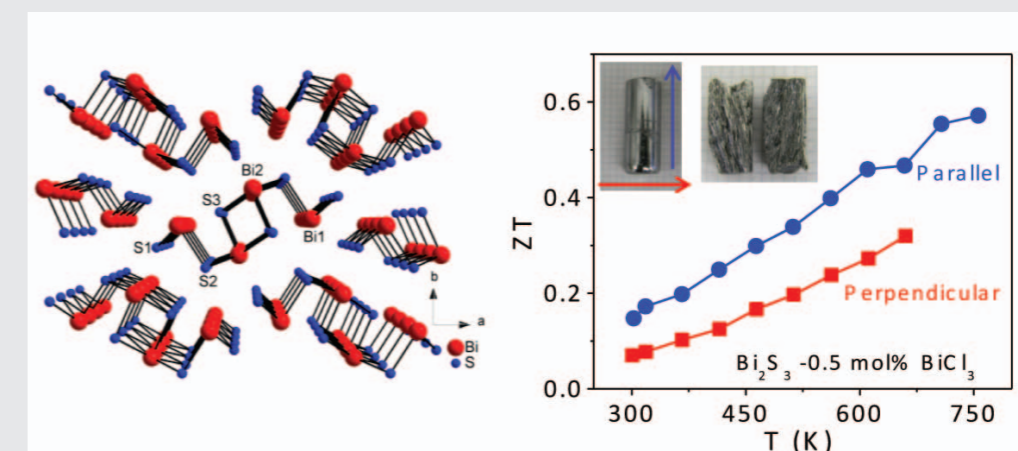 Bi2
S3
S1
Bi1
S2
b
a
Bi
S
ZT
0.6
0.4
0.2
0.0
Parallel
Perpendicular
Bi₂S₃ -0.5 mol% BiCl₃
300 450 600 750
T (K)